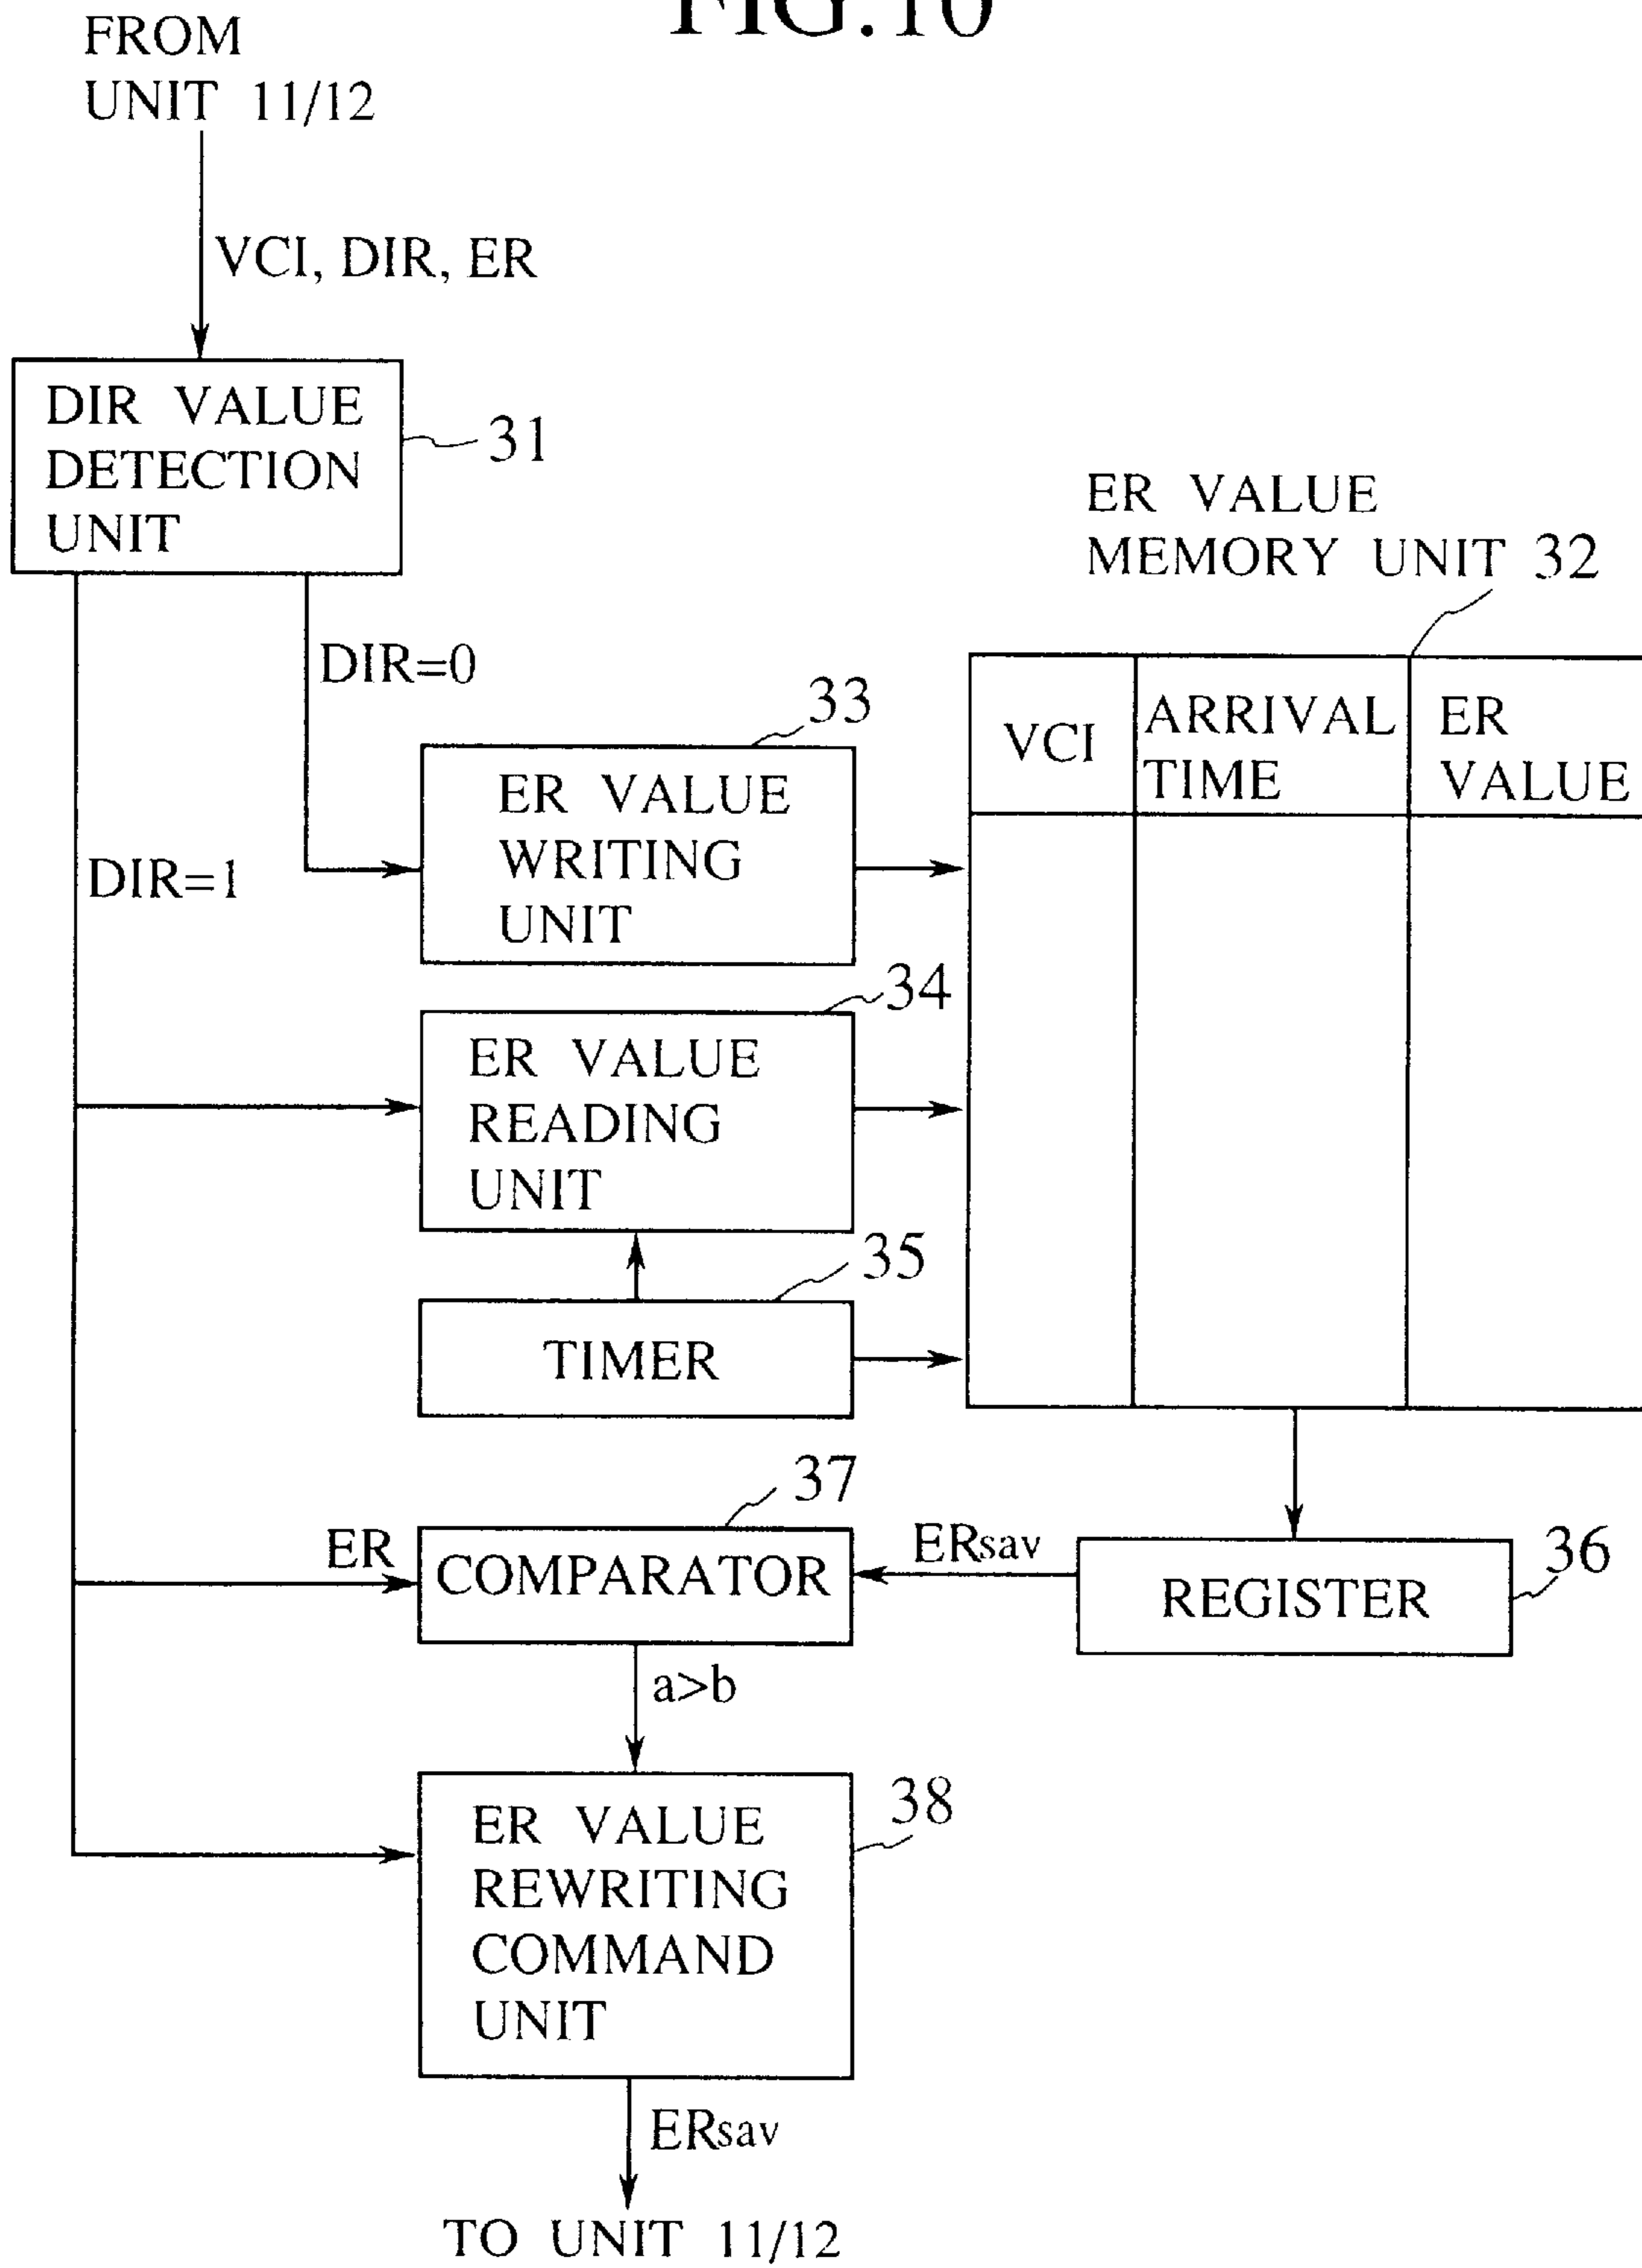 FIG.10
FROM
UNIT 11/12
VCI, DIR, ER
DIR VALUE
DETECTION
UNIT
31
ER VALUE
MEMORY UNIT 32
DIR=0
33
VCI
ARRIVAL
TIME
ER
VALUE
ER VALUE
WRITING
UNIT
DIR=1
34
ER VALUE
READING
UNIT
35
TIMER
37
ER
COMPARATOR
ERsav
REGISTER
36
a>b
38
ER VALUE
REWRITING
COMMAND
UNIT
ERsav
TO UNIT 11/12